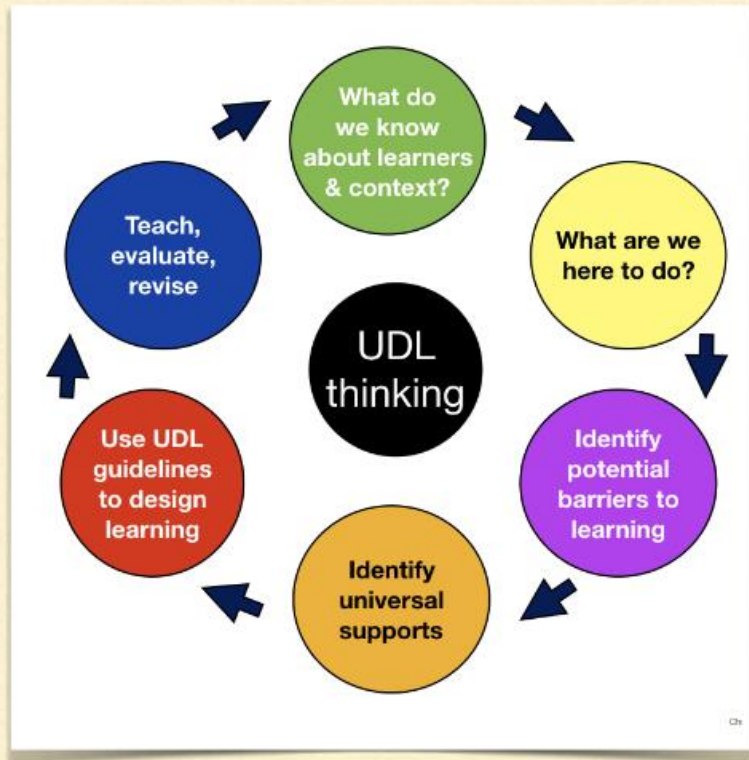 What do
we know
about learners
& context?
What are we
here to do?
Identify
potential
barriers to
learning
Identify
universal
supports
Use UDL
guidelines
to design
learning
Teach,
evaluate,
revise
UDL
thinking